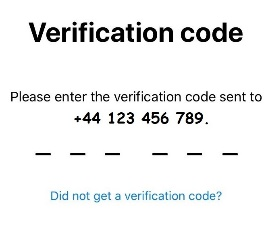 Verification code
Please enter the verification code sent to
+44 123 456 789.
_ _ _ _ _ _
Did not get a verification code?